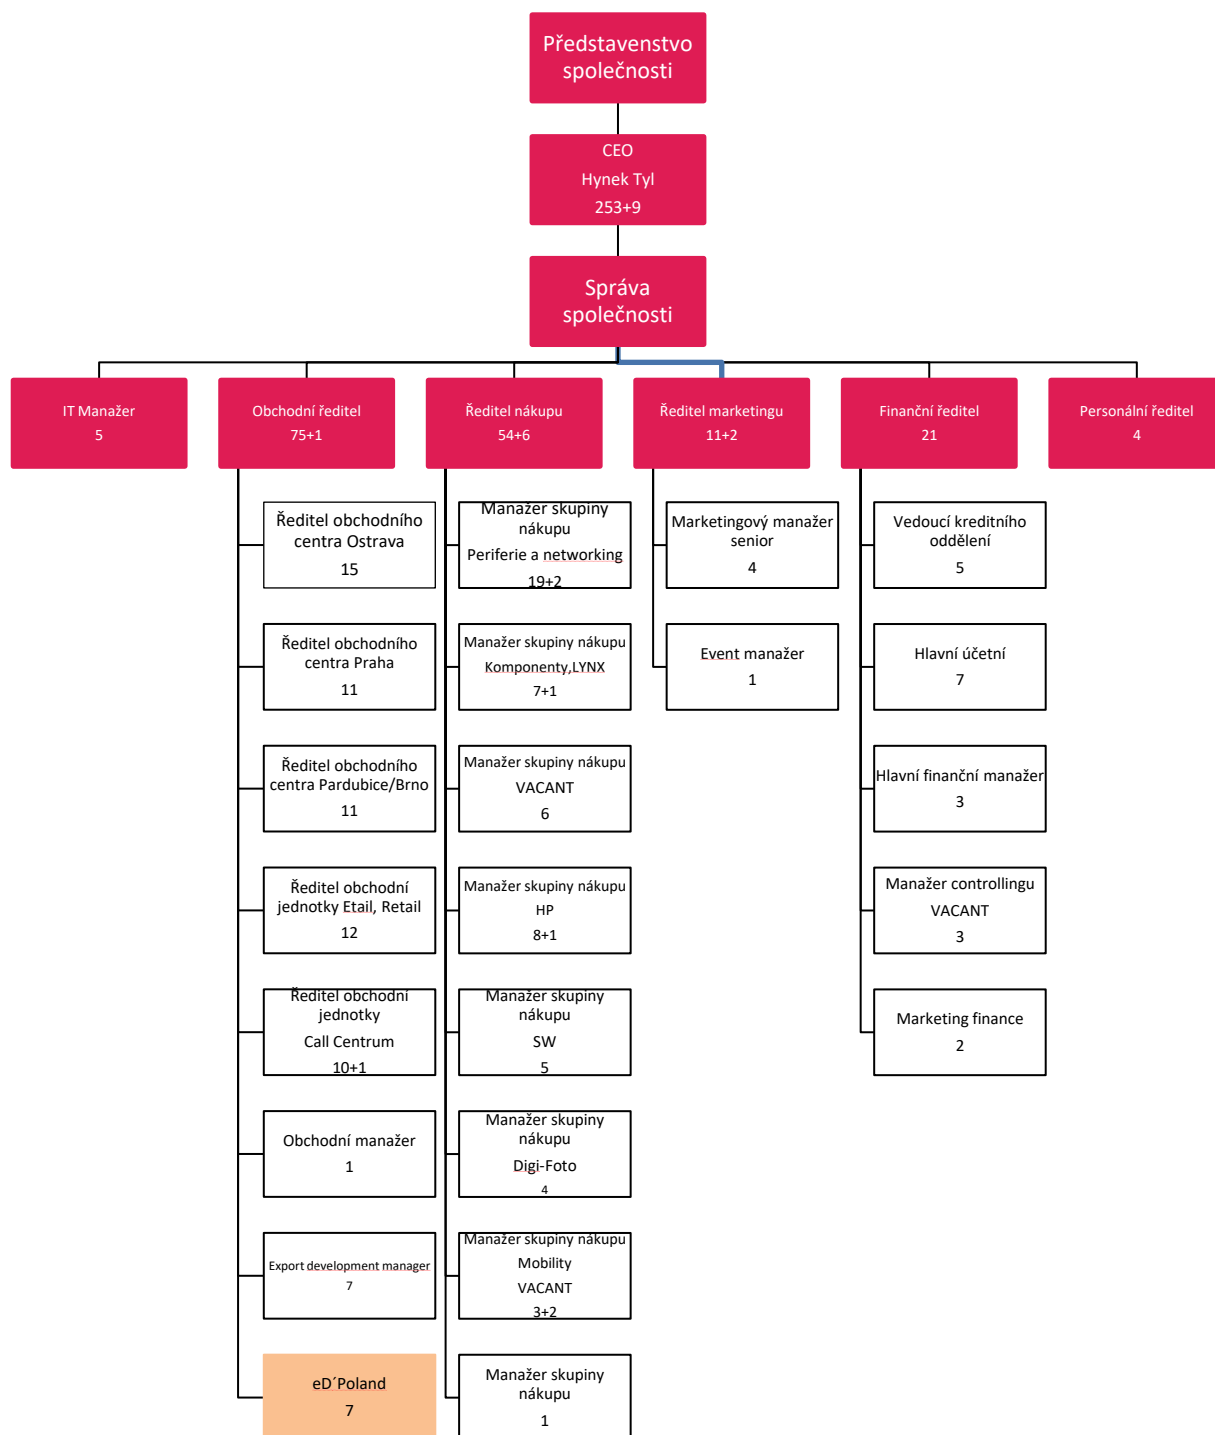 Představenstvo
společnosti
CEO
Hynek Tyl
253+9
Správa
společnosti
IT Manažer
5
Obchodní ředitel
75+1
Ředitel nákupu
54+6
Ředitel marketingu
11+2
Finanční ředitel
21
Personální ředitel
4
Ředitel obchodního
centra Ostrava
15
Manažer skupiny
nákupu
Periferie a networking
19+2
Marketingový manažer
senior
4
Vedoucí kreditního
oddělení
5
Ředitel obchodního
centra Praha
11
Manažer skupiny nákupu
Komponenty,LYNX
7+1
Event manažer
1
Hlavní účetní
7
Ředitel obchodního
centra Pardubice/Brno
11
Manažer skupiny nákupu
VACANT
6
Hlavní finanční manažer
3
Ředitel obchodní
jednotky Etail, Retail
12
Manažer skupiny nákupu
HP
8+1
Manažer controllingu
VACANT
3
Ředitel obchodní
jednotky
Call Centrum
10+1
Manažer skupiny
nákupu
SW
5
Marketing finance
2
Obchodní manažer
1
Manažer skupiny
nákupu
Digi-Foto
4
Export development manager
7
Manažer skupiny nákupu
Mobility
VACANT
3+2
eD´Poland
7
Manažer skupiny
nákupu
1